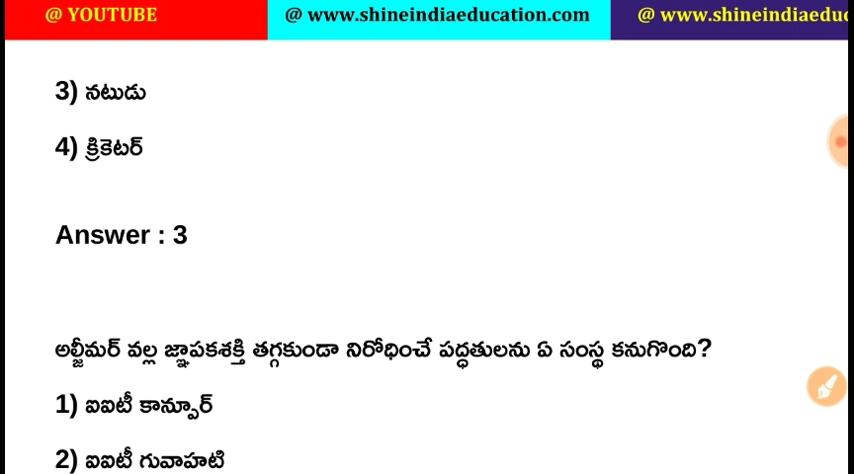 @ YOUTUBE @ www.shineindiaeducation.com @ www.shineindiaeduc
3) నటుడు
4) క్రికెటర్
Answer : 3
అల్జీమర్ వల్ల జ్ఞాపకశక్తి తగ్గకుండా నిరోధించే పద్ధతులను ఏ సంస్థ కనుగొంది?
1) ఐఐటీ కాన్పూర్
2) ఐఐటీ గువాహటి